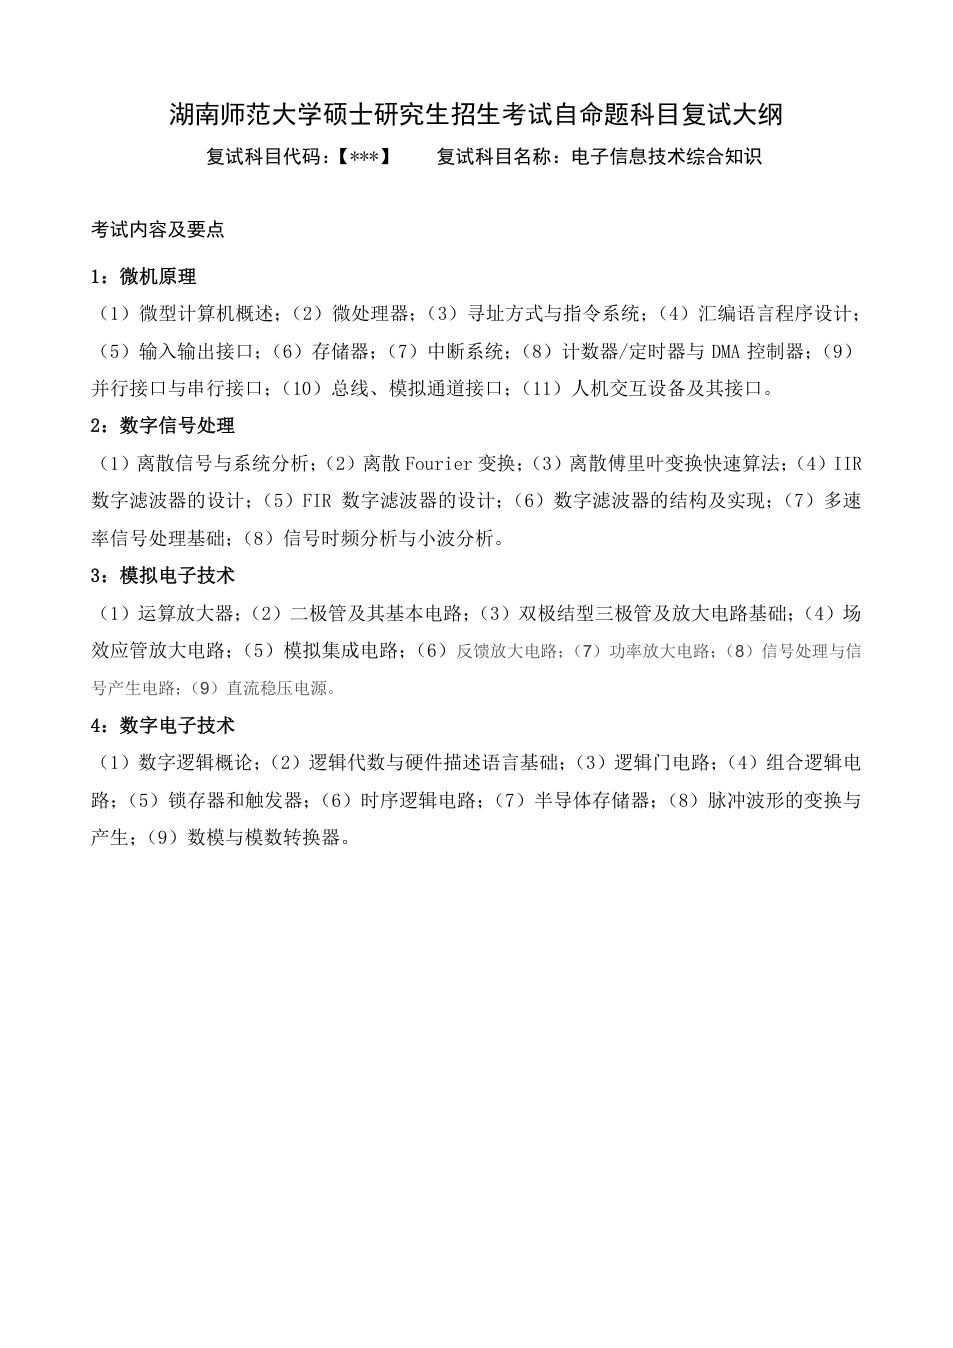 湖南师范大学硕士研究生招生考试自命题科目复试大纲
复试科目代码：【***】 复试科目名称：电子信息技术综合知识
考试内容及要点
1：微机原理
（1）微型计算机概述；（2）微处理器；（3）寻址方式与指令系统；（4）汇编语言程序设计；
（5）输入输出接口；（6）存储器；（7）中断系统；（8）计数器/定时器与 DMA 控制器；（9）
并行接口与串行接口；（10）总线、模拟通道接口；（11）人机交互设备及其接口。
2：数字信号处理
（1）离散信号与系统分析；（2）离散 Fourier 变换；（3）离散傅里叶变换快速算法；（4）IIR
数字滤波器的设计；（5）FIR 数字滤波器的设计；（6）数字滤波器的结构及实现；（7）多速
率信号处理基础；（8）信号时频分析与小波分析。
3：模拟电子技术
（1）运算放大器；（2）二极管及其基本电路；（3）双极结型三极管及放大电路基础；（4）场
效应管放大电路；（5）模拟集成电路；（6）反馈放大电路；（7）功率放大电路；（8）信号处理与信
号产生电路；（9）直流稳压电源。
4：数字电子技术
（1）数字逻辑概论；（2）逻辑代数与硬件描述语言基础；（3）逻辑门电路；（4）组合逻辑电
路；（5）锁存器和触发器；（6）时序逻辑电路；（7）半导体存储器；（8）脉冲波形的变换与
产生；（9）数模与模数转换器。